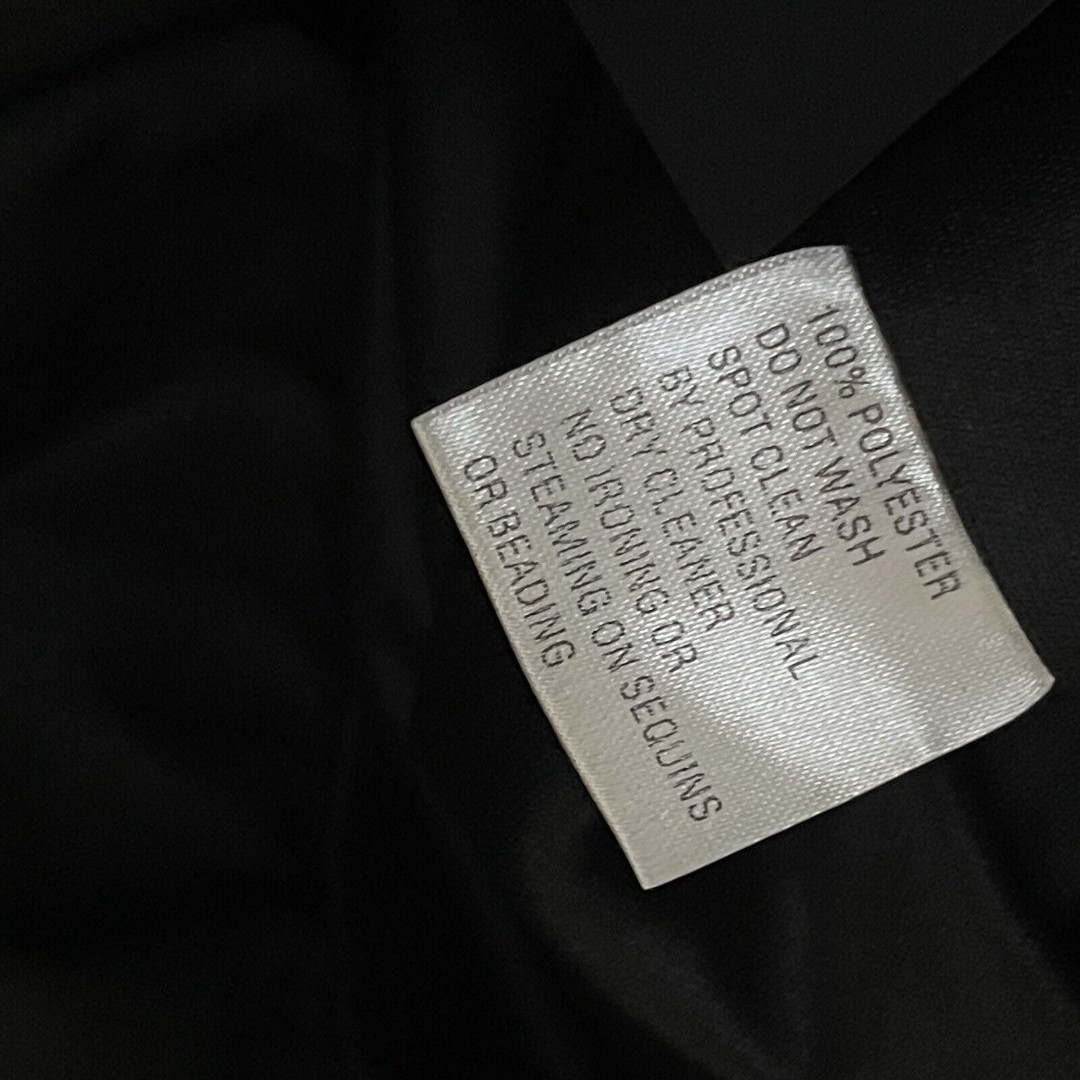 100% POLYESTER
DO NOT WASH
SPOT CLEAN
BY PROFESSIONAL
DRY CLEANER
NO IRONING OR
STEAMING ON SEQUINS
OR BEADING